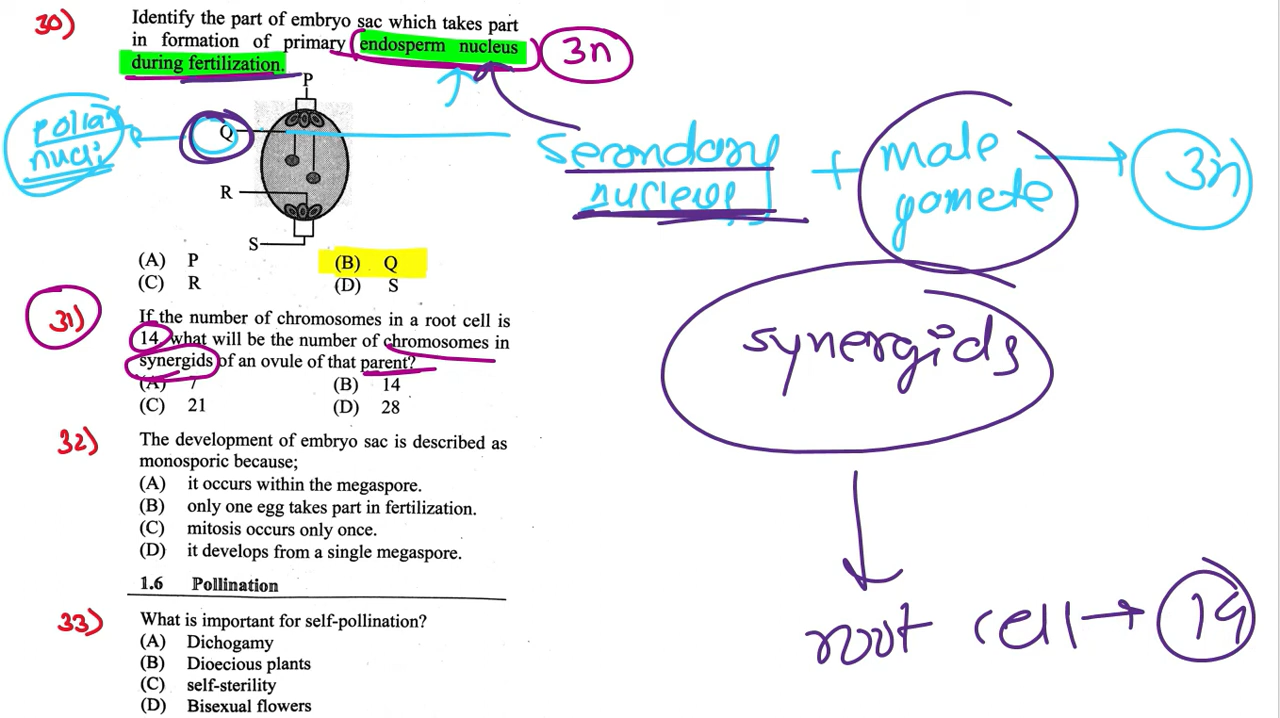 30)
Identify the part of embryo sac which takes part
in formation of primary endosperm nucleus
during fertilization.
3n
P
Q
R
S
pollar
nucli
Secondary
nucleus
+
male
gamete
3n
(A) P (B) Q
(C) R (D) S
31)
If the number of chromosomes in a root cell is
14, what will be the number of chromosomes in
synergids of an ovule of that parent?
(A) 7 (B) 14
(C) 21 (D) 28
synergids
root cell → 14
32)
The development of embryo sac is described as
monosporic because;
(A) it occurs within the megaspore.
(B) only one egg takes part in fertilization.
(C) mitosis occurs only once.
(D) it develops from a single megaspore.
1.6 Pollination
33)
What is important for self-pollination?
(A) Dichogamy
(B) Dioecious plants
(C) self-sterility
(D) Bisexual flowers